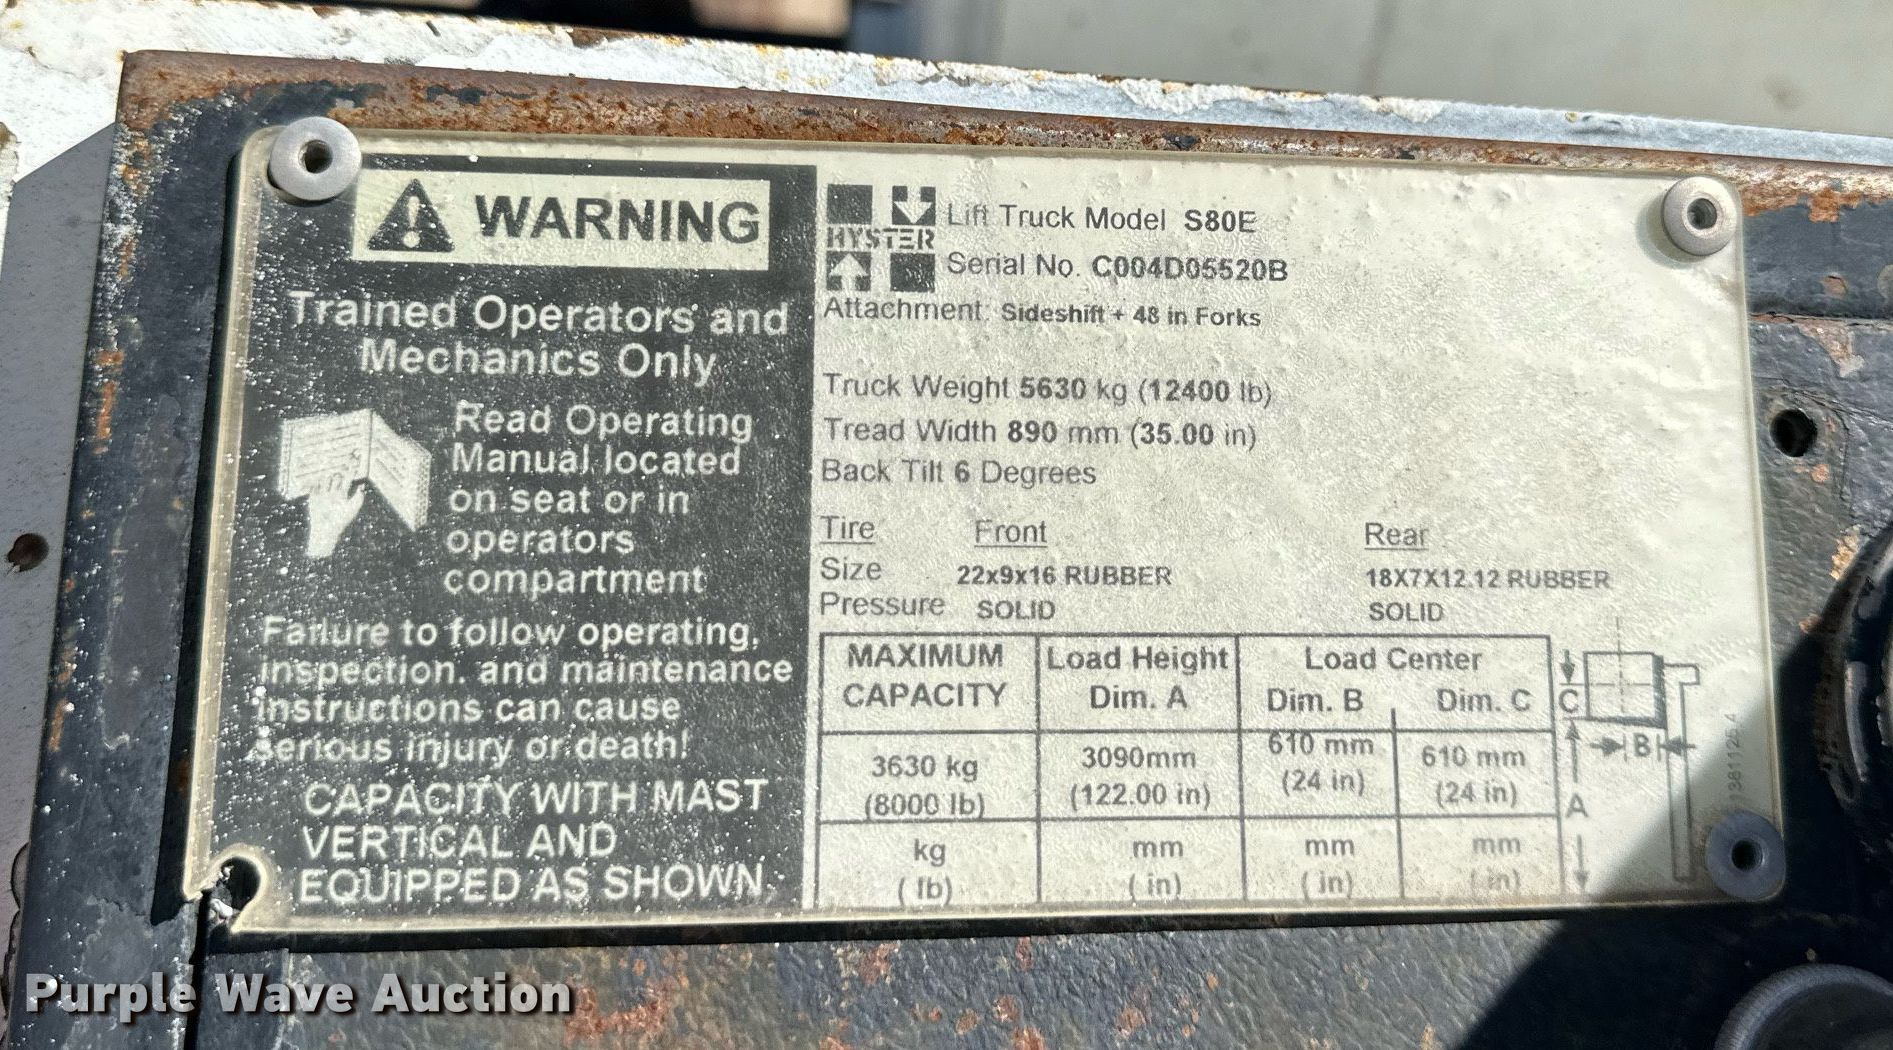 WARNING
Trained Operators and
Mechanics Only
Read Operating
Manual located
on seat or in
operators
compartment
Failure to follow operating,
inspection, and maintenance
instructions can cause
serious injury or death!
CAPACITY WITH MAST
VERTICAL AND
EQUIPPED AS SHOWN
HYSTER
Lift Truck Model S80E
Serial No. C004D05520B
Attachment: Sideshift + 48 in Forks
Truck Weight 5630 kg (12400 lb)
Tread Width 890 mm (35.00 in)
Back Tilt 6 Degrees
Tire Front Rear
Size 22x9x16 RUBBER 18X7X12.12 RUBBER
Pressure SOLID SOLID
MAXIMUM Load Height Load Center
CAPACITY Dim. A Dim. B Dim. C
3630 kg 3090mm 610 mm 610 mm
(8000 lb) (122.00 in) (24 in) (24 in)
kg mm mm mm
( lb) ( in) ( in) ( in)
C
B
A
Purple Wave Auction